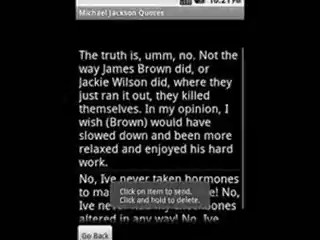 10:21 PM
Michael Jackson Quotes
The truth is, umm, no. Not the
way James Brown did, or
Jackie Wilson did, where they
just ran it out, they killed
themselves. In my opinion, I
wish (Brown) would have
slowed down and been more
relaxed and enjoyed his hard
work.
No, Ive never taken hormones
to ma e! No,
Click on item to send,
Click and hold to delete.
Ive
altered in any way! No, Ive
Go Back